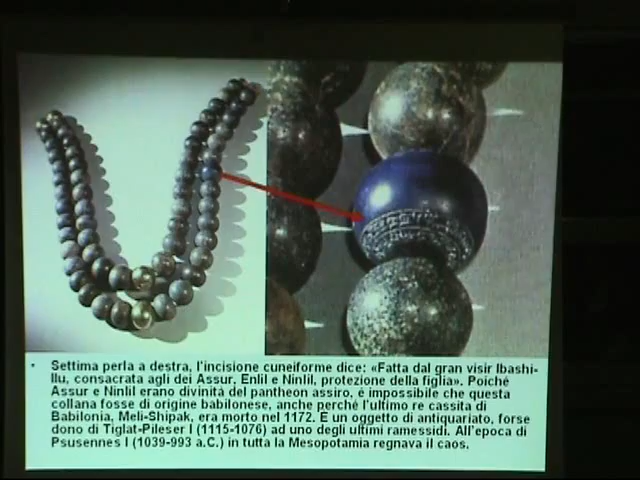 • Settima perla a destra, l'incisione cuneiforme dice: «Fatta dal gran visir Ibashi-
Ilu, consacrata agli dei Assur, Enlil e Ninlil, protezione della figlia». Poiché
Assur e Ninlil erano divinità del pantheon assiro, é impossibile che questa
collana fosse di origine babilonese, anche perché l'ultimo re cassita di
Babilonia, Meli-Shipak, era morto nel 1172. E un oggetto di antiquariato, forse
dono di Tiglat-Pileser I (1115-1076) ad uno degli ultimi ramessidi. All'epoca di
Psusennes I (1039-993 a.C.) in tutta la Mesopotamia regnava il caos.